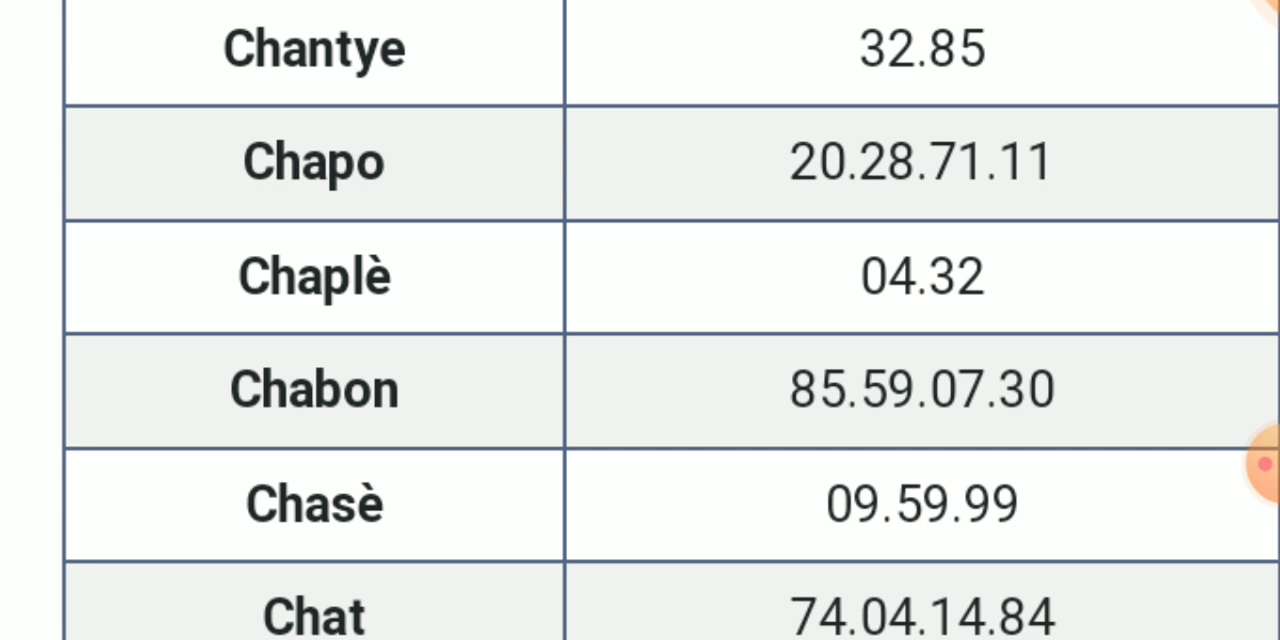 Chantye 32.85
Chapo 20.28.71.11
Chaplè 04.32
Chabon 85.59.07.30
Chasè 09.59.99
Chat 74.04.14.84